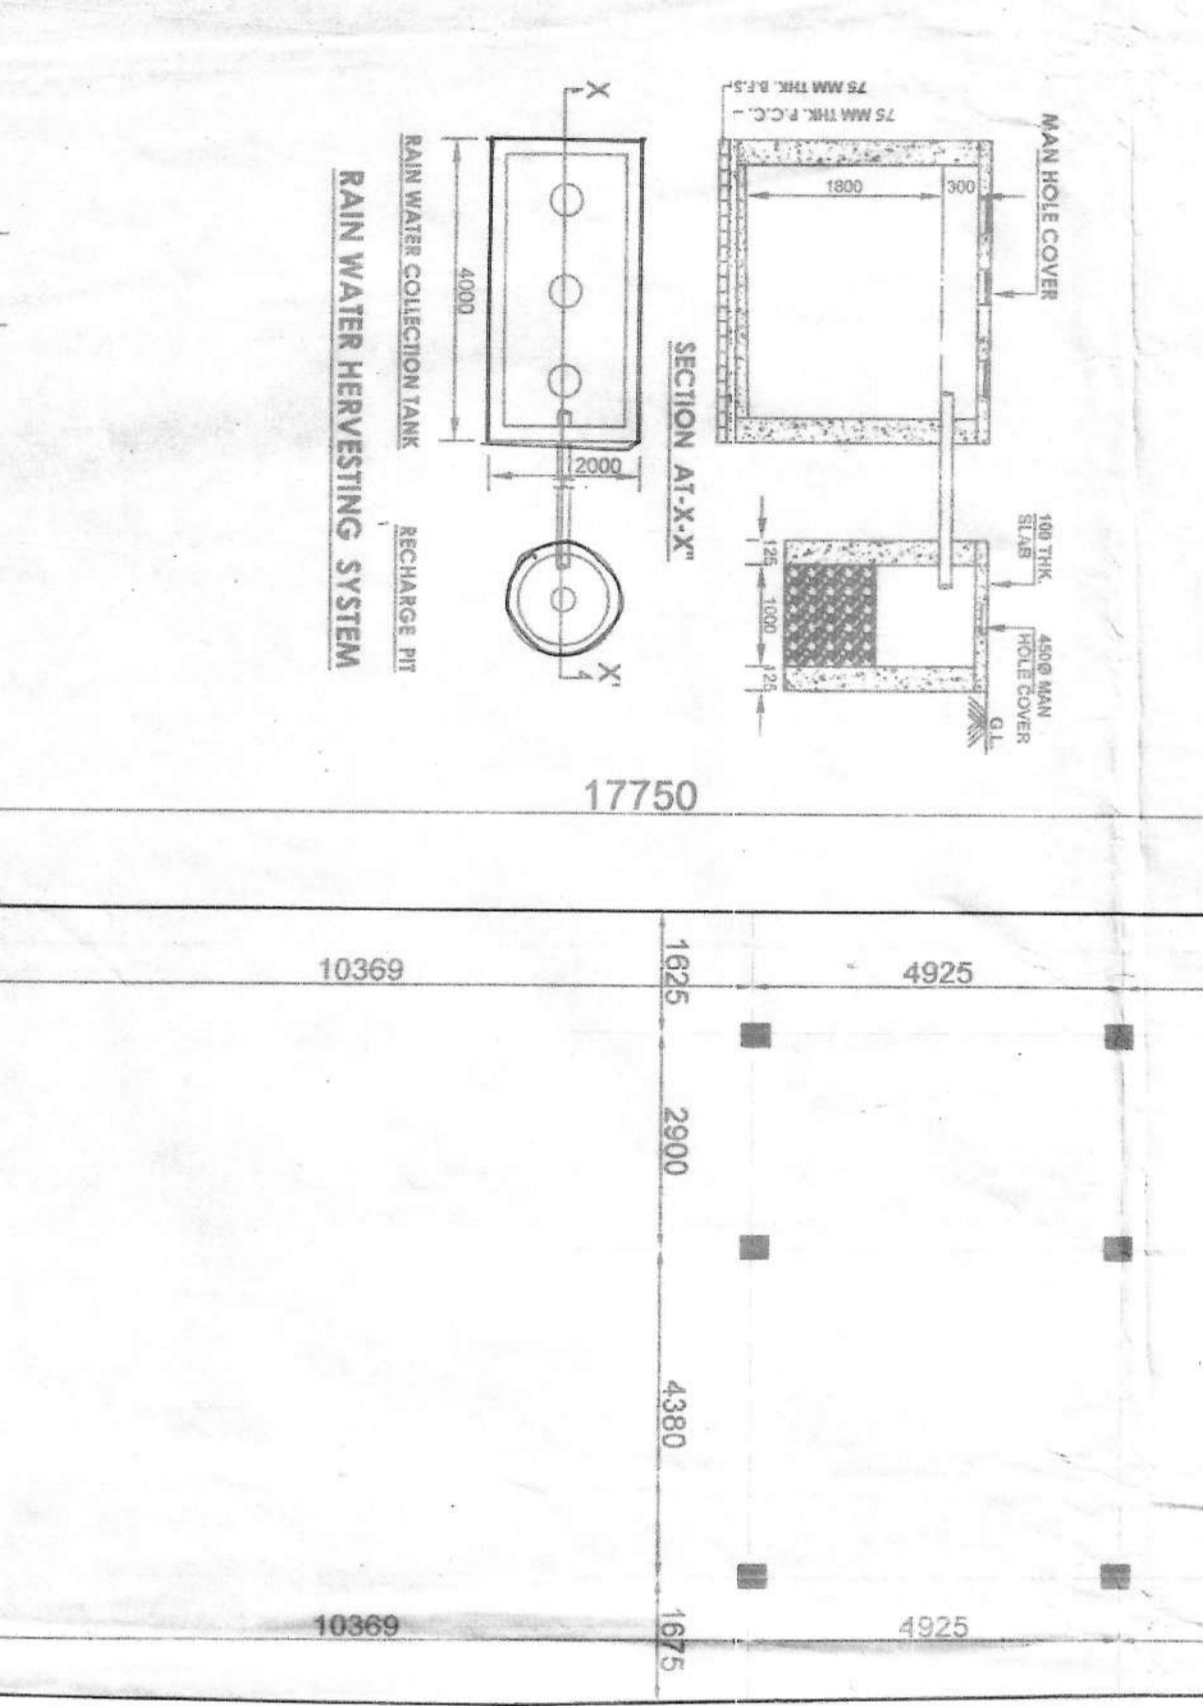 MAN HOLE COVER
75 MM THK. P.C.C.
75 MM THK. B.F.S
1800
300
100 THK.
SLAB
450Ø MAN
HOLE COVER
G.L
125
1000
125
SECTION AT-X-X"
X
X'
2000
4000
RAIN WATER COLLECTION TANK
RECHARGE PIT
RAIN WATER HERVESTING SYSTEM
17750
10369
4925
1625
2900
4380
1675
10369
4925